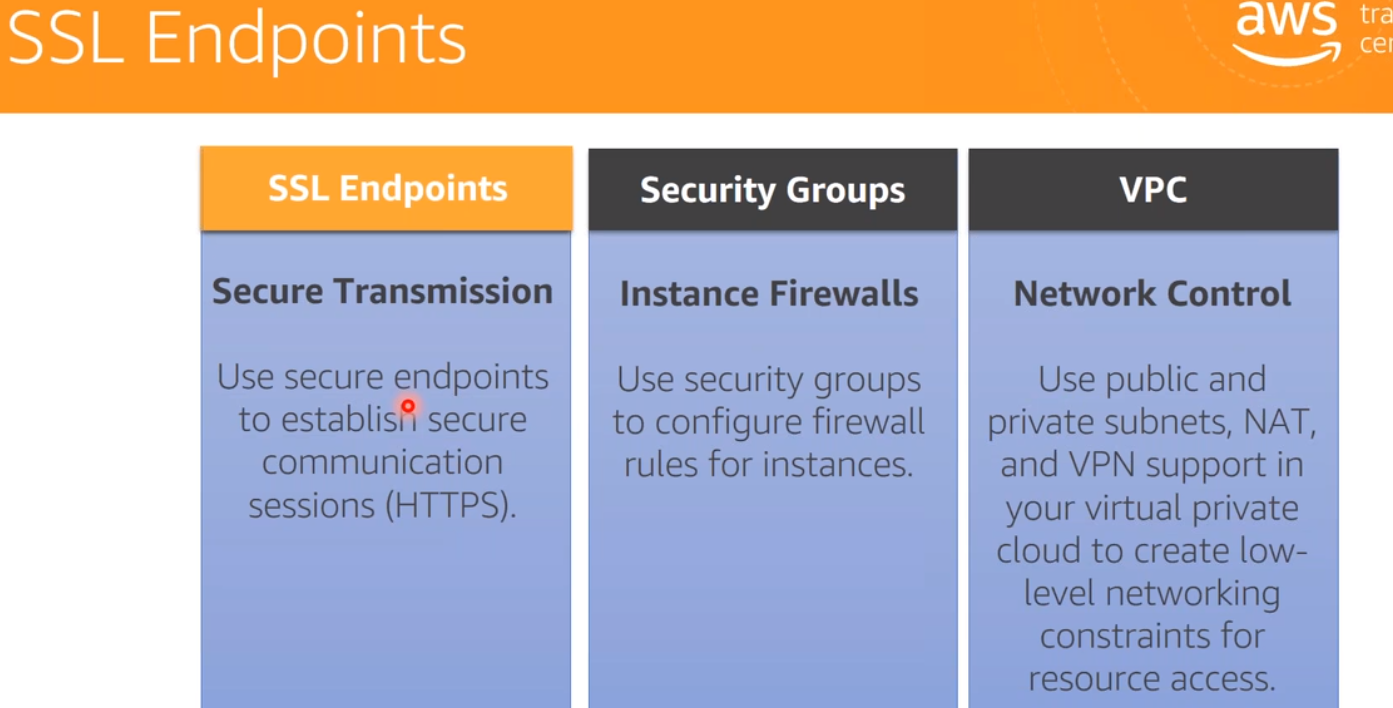 SSL Endpoints
aws
SSL Endpoints
Secure Transmission
Use secure endpoints
to establish secure
communication
sessions (HTTPS).
Security Groups
Instance Firewalls
Use security groups
to configure firewall
rules for instances.
VPC
Network Control
Use public and
private subnets, NAT,
and VPN support in
your virtual private
cloud to create low-
level networking
constraints for
resource access.